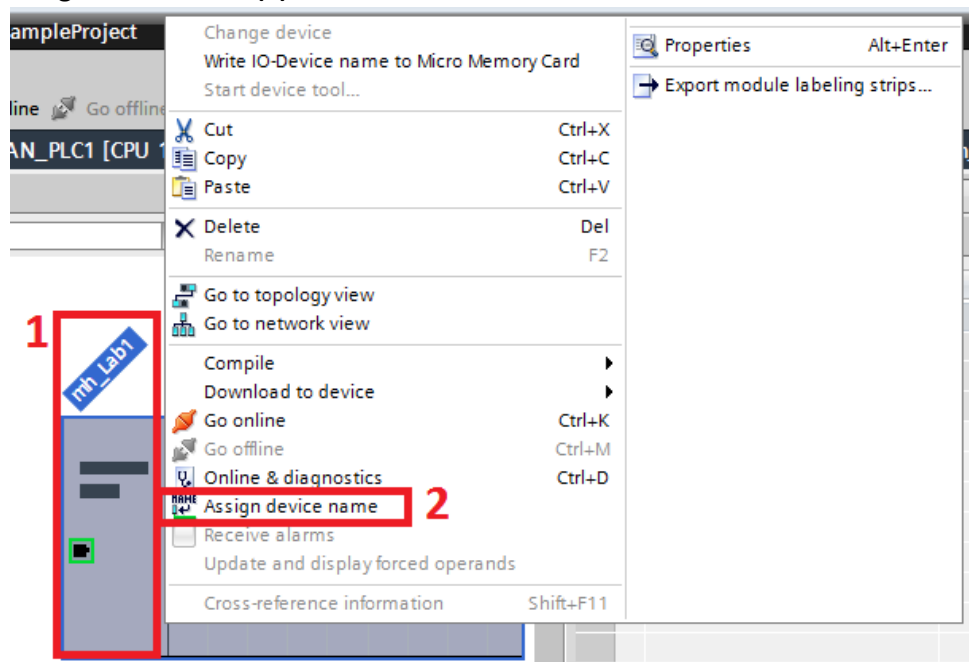 ampleProject
line Go offline
AN_PLC1 [CPU 1
Change device
Write IO-Device name to Micro Memory Card
Start device tool...
Cut Ctrl+X
Copy Ctrl+C
Paste Ctrl+V
Delete Del
Rename F2
Go to topology view
Go to network view
Compile
Download to device
Go online Ctrl+K
Go offline Ctrl+M
Online & diagnostics Ctrl+D
NAME
Assign device name
Receive alarms
Update and display forced operands
Cross-reference information Shift+F11
Properties Alt+Enter
Export module labeling strips...
1
mh_Lab1
2